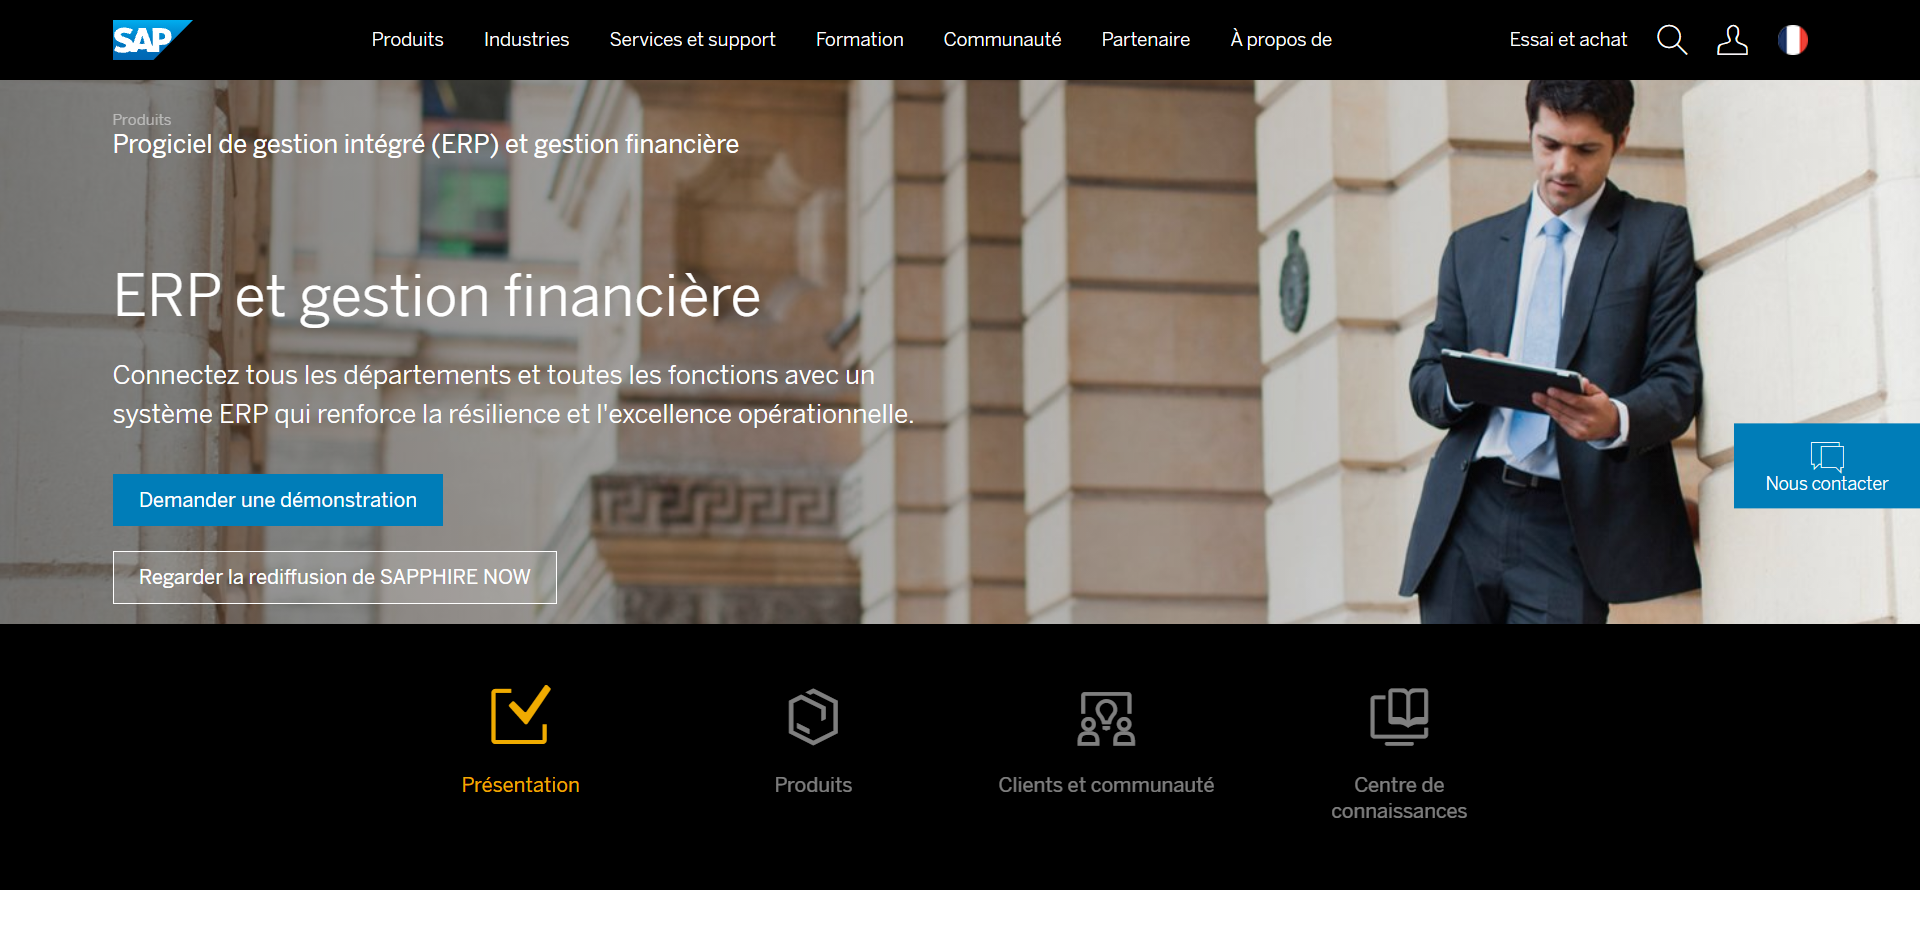 SAP
Produits
Industries
Services et support
Formation
Communauté
Partenaire
À propos de
Essai et achat
Produits
Progiciel de gestion intégré (ERP) et gestion financière
ERP et gestion financière
Connectez tous les départements et toutes les fonctions avec un
système ERP qui renforce la résilience et l'excellence opérationnelle.
Demander une démonstration
Regarder la rediffusion de SAPPHIRE NOW
Nous contacter
Présentation
Produits
Clients et communauté
Centre de
connaissances